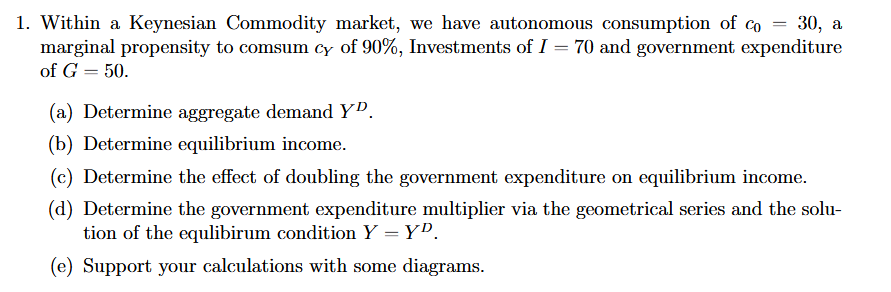 1. Within a Keynesian Commodity market, we have autonomous consumption of c₀ = 30, a
marginal propensity to comsum c_Y of 90%, Investments of I = 70 and government expenditure
of G = 50.
(a) Determine aggregate demand Y^D.
(b) Determine equilibrium income.
(c) Determine the effect of doubling the government expenditure on equilibrium income.
(d) Determine the government expenditure multiplier via the geometrical series and the solu-
tion of the equlibirum condition Y = Y^D.
(e) Support your calculations with some diagrams.